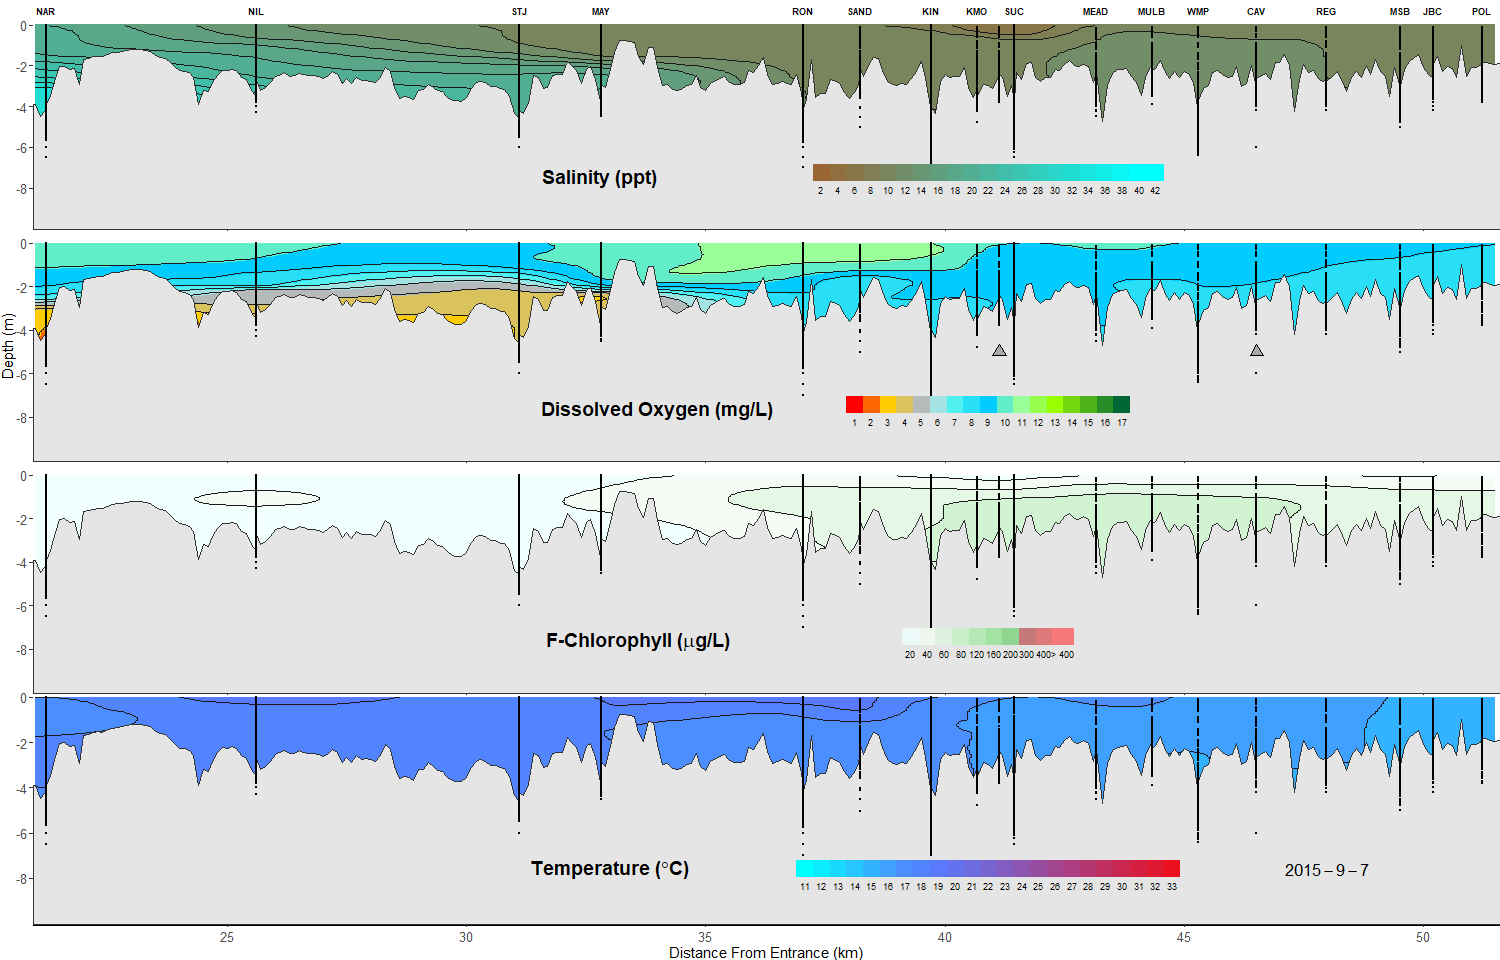 NAR NIL STJ MAY RON SAND KIN KMO SUC MEAD MULB WMP CAV REG MSB JBC POL
0
-2
-4
-6
-8
Salinity (ppt)
2 4 6 8 10 12 14 16 18 20 22 24 26 28 30 32 34 36 38 40 42
0
-2
-4
-6
-8
Dissolved Oxygen (mg/L)
1 2 3 4 5 6 7 8 9 10 11 12 13 14 15 16 17
Depth (m)
0
-2
-4
-6
-8
F-Chlorophyll (μg/L)
20 40 60 80 120 160 200 300 400> 400
0
-2
-4
-6
-8
Temperature (°C)
11 12 13 14 15 16 17 18 19 20 21 22 23 24 25 26 27 28 29 30 31 32 33
2015 – 9 – 7
25 30 35 40 45 50
Distance From Entrance (km)